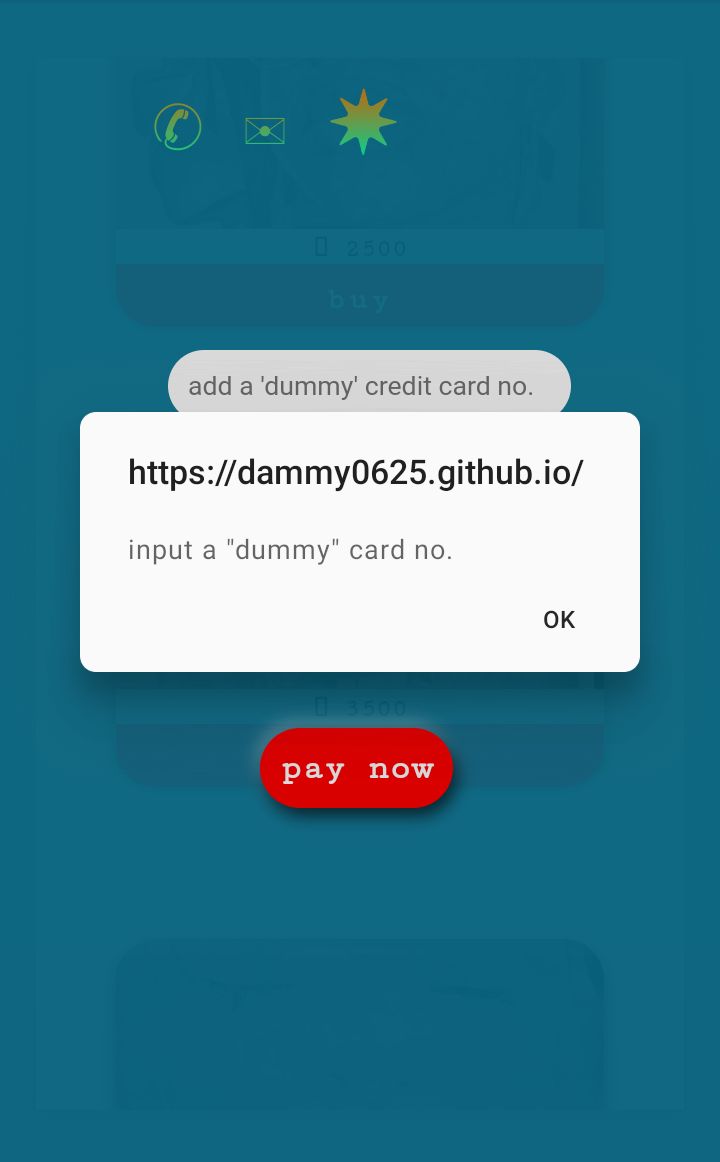 2500
buy
add a 'dummy' credit card no.
https://dammy0625.github.io/
input a "dummy" card no.
OK
3500
pay now